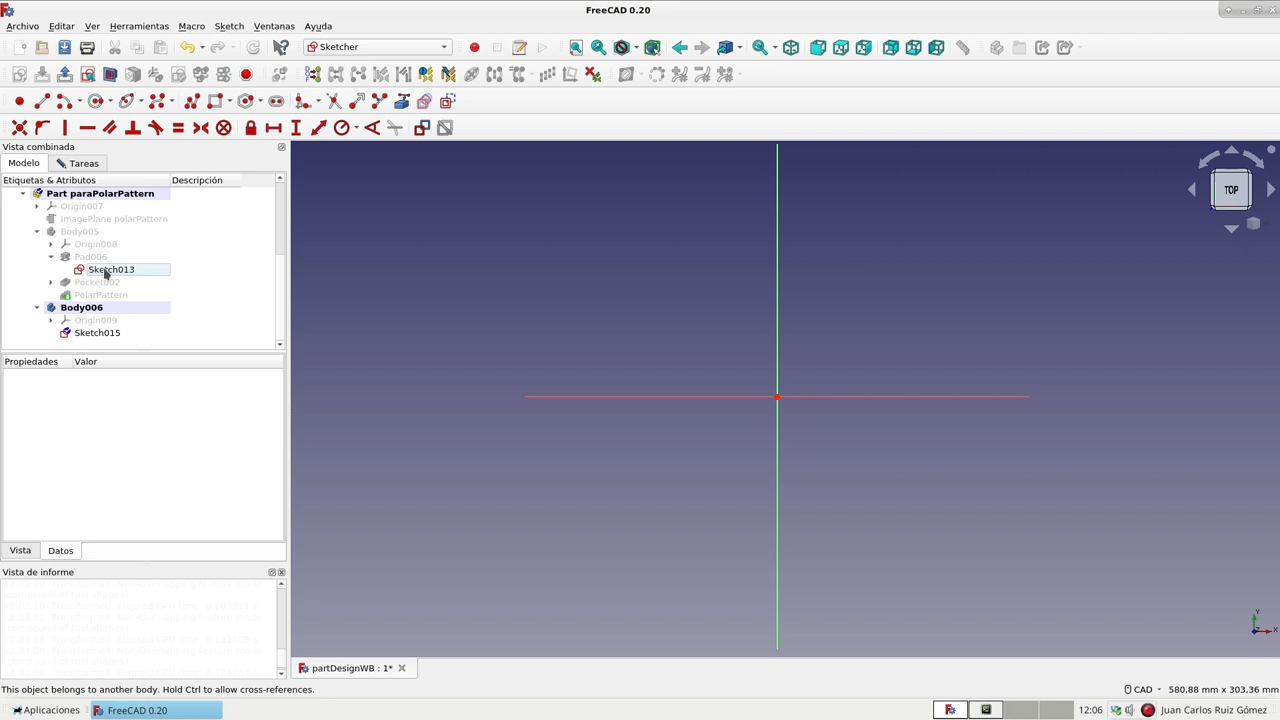 FreeCAD 0.20
Archivo Editar Ver Herramientas Macro Sketch Ventanas Ayuda
Sketcher
Vista combinada
Modelo Tareas
Etiquetas & Atributos Descripción
Part paraPolarPattern
Origin007
ImagePlane polarPattern
Body005
Origin008
Pad006
Sketch013
Pocket002
PolarPattern
Body006
Origin009
Sketch015
Propiedades Valor
Vista Datos
Vista de informe
TOP
Y
Z X
partDesignWB : 1*
This object belongs to another body. Hold Ctrl to allow cross-references.
CAD
580,88 mm x 303,36 mm
Aplicaciones FreeCAD 0.20 12:06 Juan Carlos Ruiz Gómez